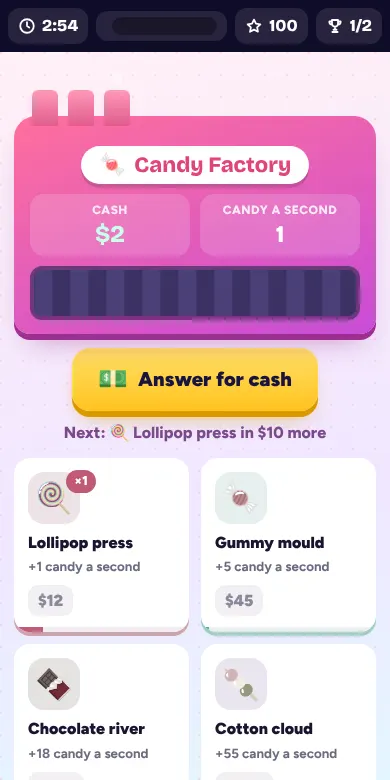 2:54
100
1/2
Candy Factory
CASH
$2
CANDY A SECOND
1
Answer for cash
Next: Lollipop press in $10 more
×1
Lollipop press
+1 candy a second
$12
Gummy mould
+5 candy a second
$45
Chocolate river
+18 candy a second
Cotton cloud
+55 candy a second